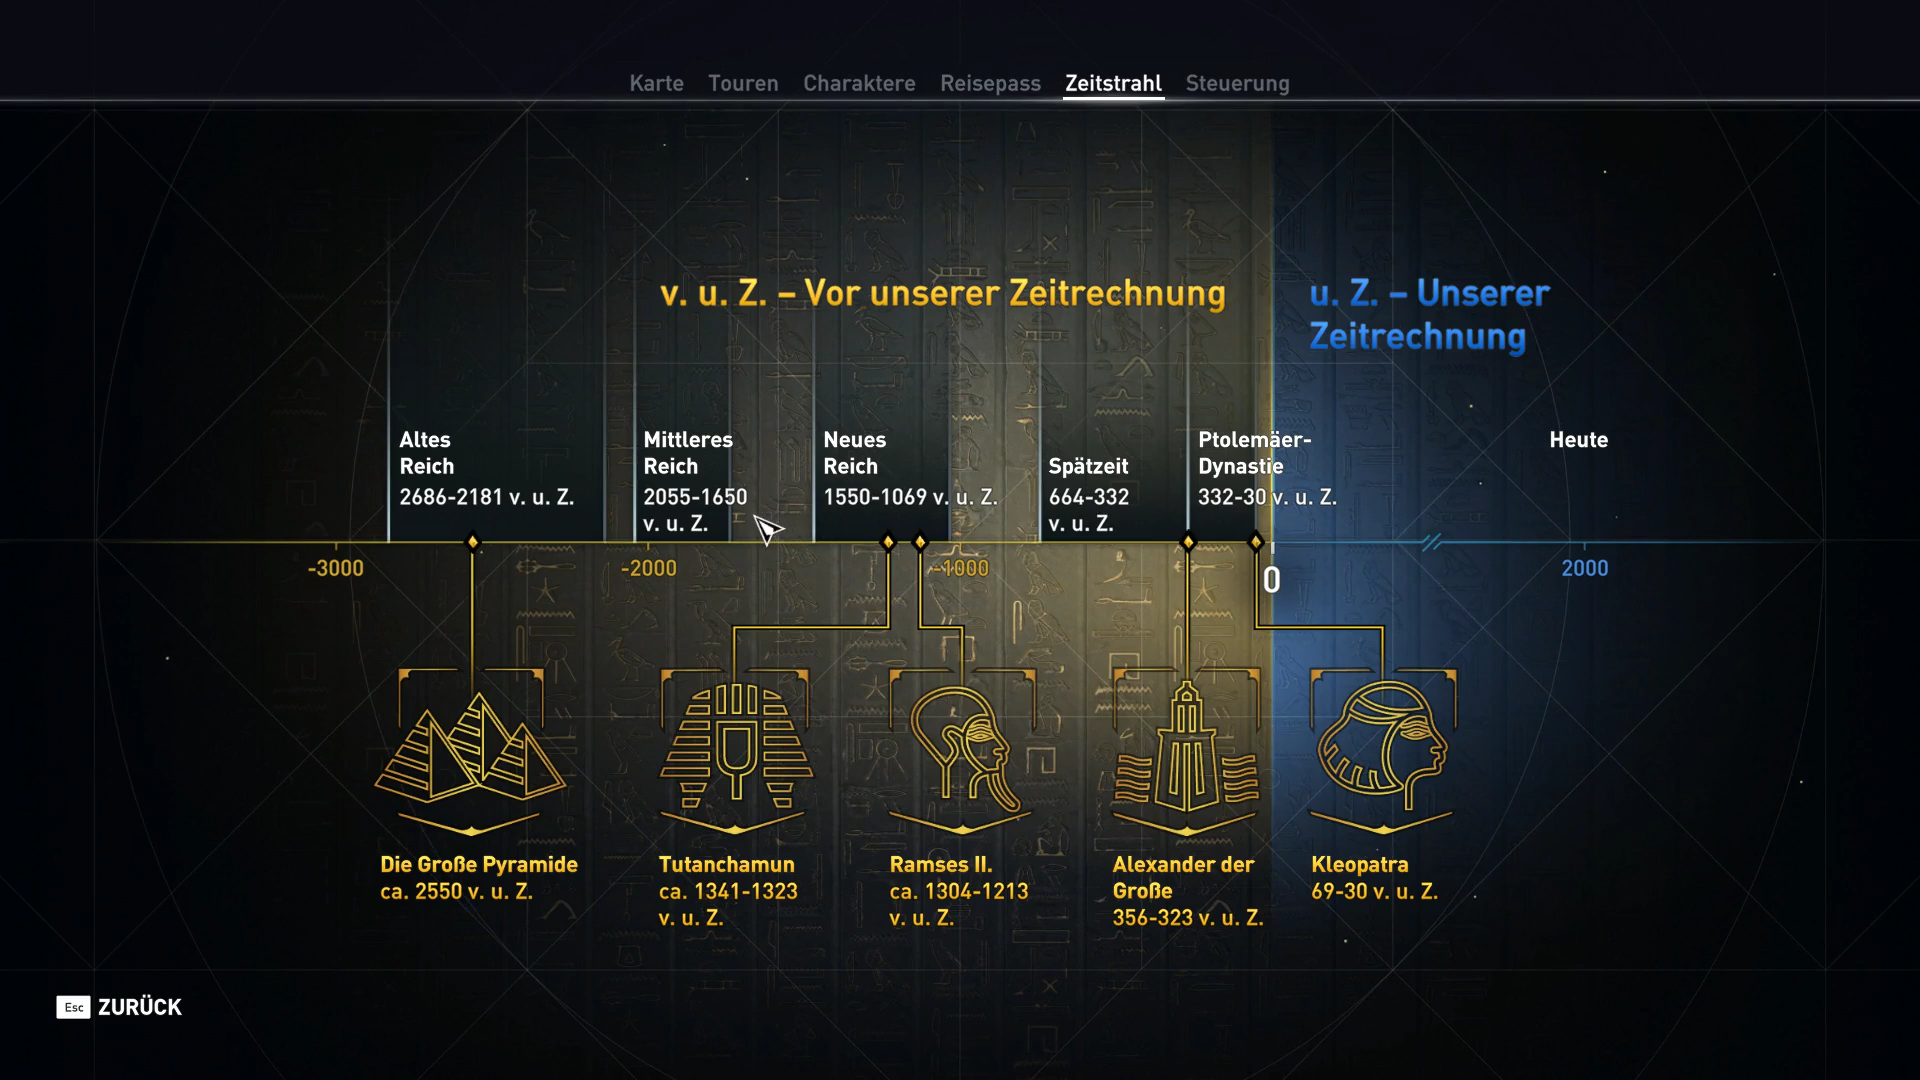 Karte Touren Charaktere Reisepass Zeitstrahl Steuerung
v. u. Z. – Vor unserer Zeitrechnung
u. Z. – Unserer
Zeitrechnung
Altes
Reich
2686-2181 v. u. Z.
Mittleres
Reich
2055-1650
v. u. Z.
Neues
Reich
1550-1069 v. u. Z.
Spätzeit
664-332
v. u. Z.
Ptolemäer-
Dynastie
332-30 v. u. Z.
Heute
-3000
-2000
-1000
0
2000
Die Große Pyramide
ca. 2550 v. u. Z.
Tutanchamun
ca. 1341-1323
v. u. Z.
Ramses II.
ca. 1304-1213
v. u. Z.
Alexander der
Große
356-323 v. u. Z.
Kleopatra
69-30 v. u. Z.
Esc ZURÜCK